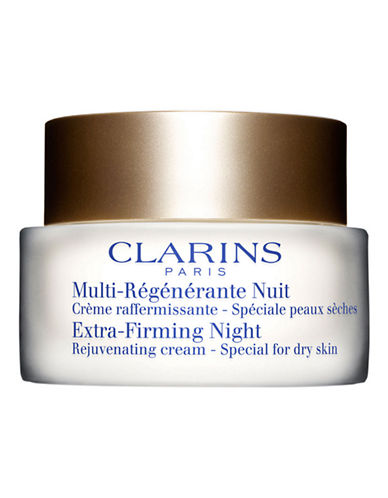 CLARINS
PARIS
Multi-Régénérante Nuit
Crème raffermissante - Spéciale peaux sèches
Extra-Firming Night
Rejuvenating cream - Special for dry skin